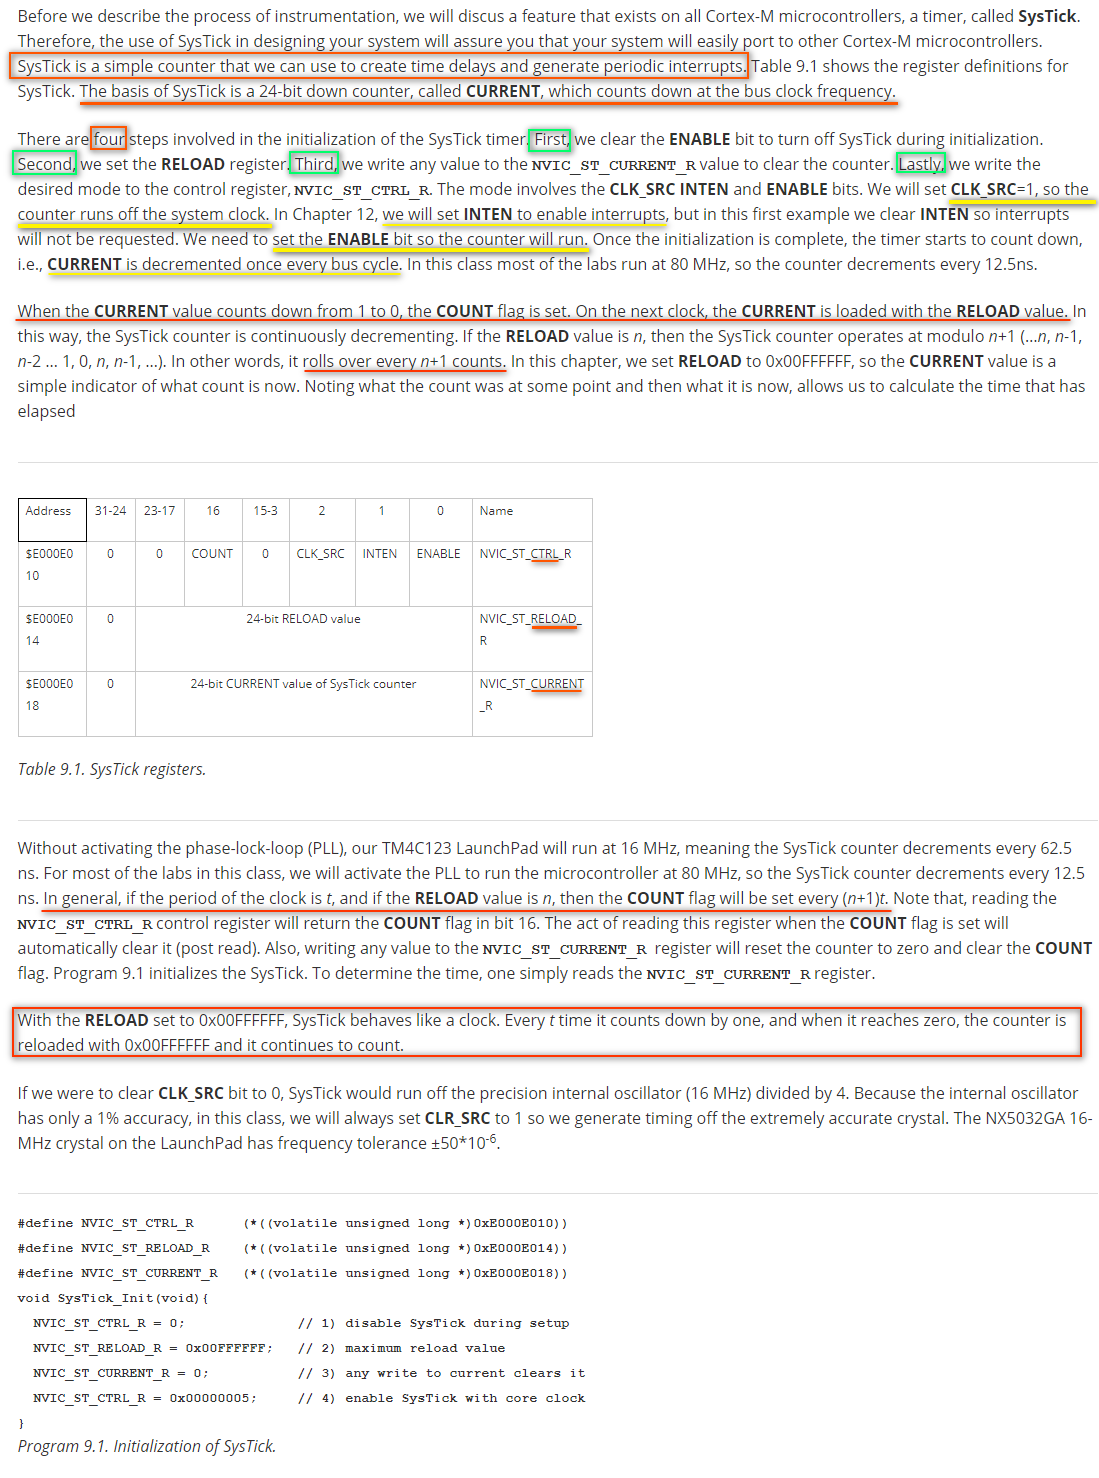 Before we describe the process of instrumentation, we will discus a feature that exists on all Cortex-M microcontrollers, a timer, called SysTick.
Therefore, the use of SysTick in designing your system will assure you that your system will easily port to other Cortex-M microcontrollers.
SysTick is a simple counter that we can use to create time delays and generate periodic interrupts. Table 9.1 shows the register definitions for
SysTick. The basis of SysTick is a 24-bit down counter, called CURRENT, which counts down at the bus clock frequency.
There are four steps involved in the initialization of the SysTick timer. First, we clear the ENABLE bit to turn off SysTick during initialization.
Second, we set the RELOAD register. Third, we write any value to the NVIC_ST_CURRENT_R value to clear the counter. Lastly, we write the
desired mode to the control register, NVIC_ST_CTRL_R. The mode involves the CLK_SRC INTEN and ENABLE bits. We will set CLK_SRC=1, so the
counter runs off the system clock. In Chapter 12, we will set INTEN to enable interrupts, but in this first example we clear INTEN so interrupts
will not be requested. We need to set the ENABLE bit so the counter will run. Once the initialization is complete, the timer starts to count down,
i.e., CURRENT is decremented once every bus cycle. In this class most of the labs run at 80 MHz, so the counter decrements every 12.5ns.
When the CURRENT value counts down from 1 to 0, the COUNT flag is set. On the next clock, the CURRENT is loaded with the RELOAD value. In
this way, the SysTick counter is continuously decrementing. If the RELOAD value is n, then the SysTick counter operates at modulo n+1 (...n, n-1,
n-2 ... 1, 0, n, n-1, ...). In other words, it rolls over every n+1 counts. In this chapter, we set RELOAD to 0x00FFFFFF, so the CURRENT value is a
simple indicator of what count is now. Noting what the count was at some point and then what it is now, allows us to calculate the time that has
elapsed
Address 31-24 23-17 16 15-3 2 1 0 Name
$E000E0 0 0 COUNT 0 CLK_SRC INTEN ENABLE NVIC_ST_CTRL_R
10
$E000E0 0 24-bit RELOAD value NVIC_ST_RELOAD_
14 R
$E000E0 0 24-bit CURRENT value of SysTick counter NVIC_ST_CURRENT
18 _R
Table 9.1. SysTick registers.
Without activating the phase-lock-loop (PLL), our TM4C123 LaunchPad will run at 16 MHz, meaning the SysTick counter decrements every 62.5
ns. For most of the labs in this class, we will activate the PLL to run the microcontroller at 80 MHz, so the SysTick counter decrements every 12.5
ns. In general, if the period of the clock is t, and if the RELOAD value is n, then the COUNT flag will be set every (n+1)t. Note that, reading the
NVIC_ST_CTRL_R control register will return the COUNT flag in bit 16. The act of reading this register when the COUNT flag is set will
automatically clear it (post read). Also, writing any value to the NVIC_ST_CURRENT_R register will reset the counter to zero and clear the COUNT
flag. Program 9.1 initializes the SysTick. To determine the time, one simply reads the NVIC_ST_CURRENT_R register.
With the RELOAD set to 0x00FFFFFF, SysTick behaves like a clock. Every t time it counts down by one, and when it reaches zero, the counter is
reloaded with 0x00FFFFFF and it continues to count.
If we were to clear CLK_SRC bit to 0, SysTick would run off the precision internal oscillator (16 MHz) divided by 4. Because the internal oscillator
has only a 1% accuracy, in this class, we will always set CLR_SRC to 1 so we generate timing off the extremely accurate crystal. The NX5032GA 16-
MHz crystal on the LaunchPad has frequency tolerance ±50*10-6.
#define NVIC_ST_CTRL_R (*((volatile unsigned long *)0xE000E010))
#define NVIC_ST_RELOAD_R (*((volatile unsigned long *)0xE000E014))
#define NVIC_ST_CURRENT_R (*((volatile unsigned long *)0xE000E018))
void SysTick_Init(void){
NVIC_ST_CTRL_R = 0; // 1) disable SysTick during setup
NVIC_ST_RELOAD_R = 0x00FFFFFF; // 2) maximum reload value
NVIC_ST_CURRENT_R = 0; // 3) any write to current clears it
NVIC_ST_CTRL_R = 0x00000005; // 4) enable SysTick with core clock
}
Program 9.1. Initialization of SysTick.